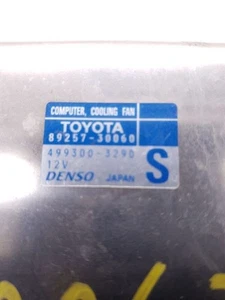 COMPUTER, COOLING FAN
TOYOTA
89257-30060
499300-3290
12V
DENSO JAPAN S